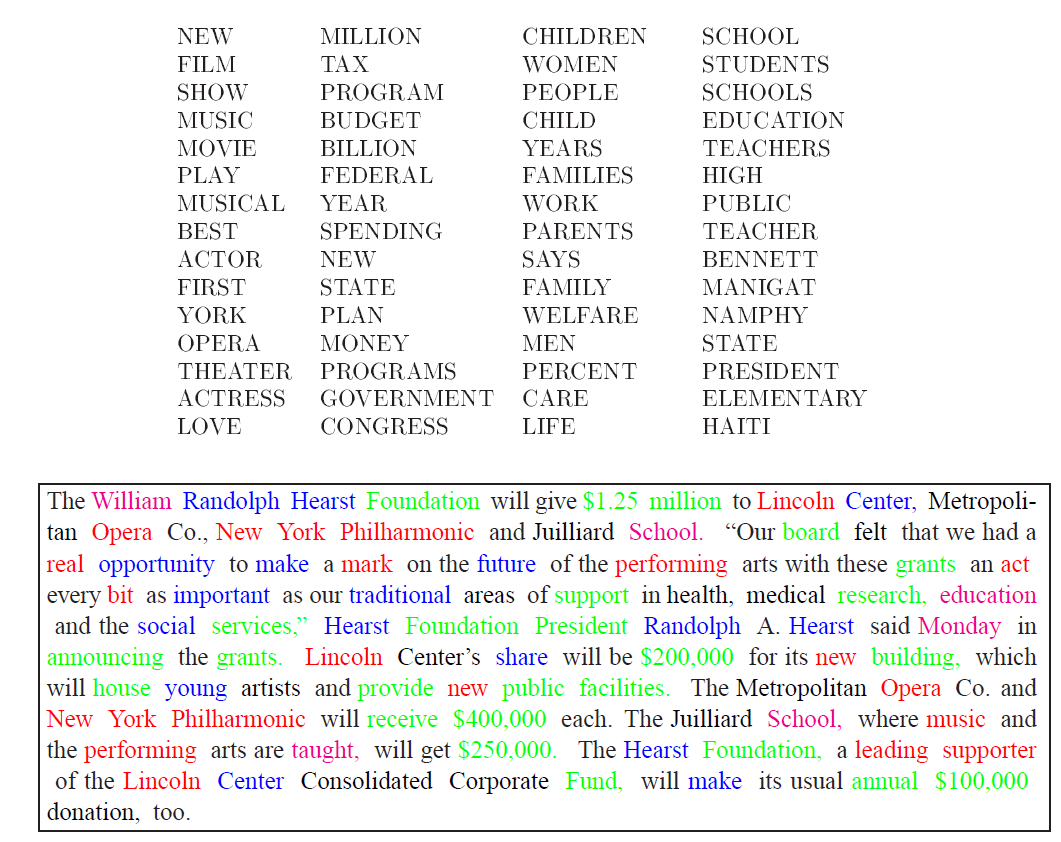 NEW MILLION CHILDREN SCHOOL
FILM TAX WOMEN STUDENTS
SHOW PROGRAM PEOPLE SCHOOLS
MUSIC BUDGET CHILD EDUCATION
MOVIE BILLION YEARS TEACHERS
PLAY FEDERAL FAMILIES HIGH
MUSICAL YEAR WORK PUBLIC
BEST SPENDING PARENTS TEACHER
ACTOR NEW SAYS BENNETT
FIRST STATE FAMILY MANIGAT
YORK PLAN WELFARE NAMPHY
OPERA MONEY MEN STATE
THEATER PROGRAMS PERCENT PRESIDENT
ACTRESS GOVERNMENT CARE ELEMENTARY
LOVE CONGRESS LIFE HAITI
The William Randolph Hearst Foundation will give $1.25 million to Lincoln Center, Metropoli-
tan Opera Co., New York Philharmonic and Juilliard School. “Our board felt that we had a
real opportunity to make a mark on the future of the performing arts with these grants an act
every bit as important as our traditional areas of support in health, medical research, education
and the social services,” Hearst Foundation President Randolph A. Hearst said Monday in
announcing the grants. Lincoln Center’s share will be $200,000 for its new building, which
will house young artists and provide new public facilities. The Metropolitan Opera Co. and
New York Philharmonic will receive $400,000 each. The Juilliard School, where music and
the performing arts are taught, will get $250,000. The Hearst Foundation, a leading supporter
of the Lincoln Center Consolidated Corporate Fund, will make its usual annual $100,000
donation, too.